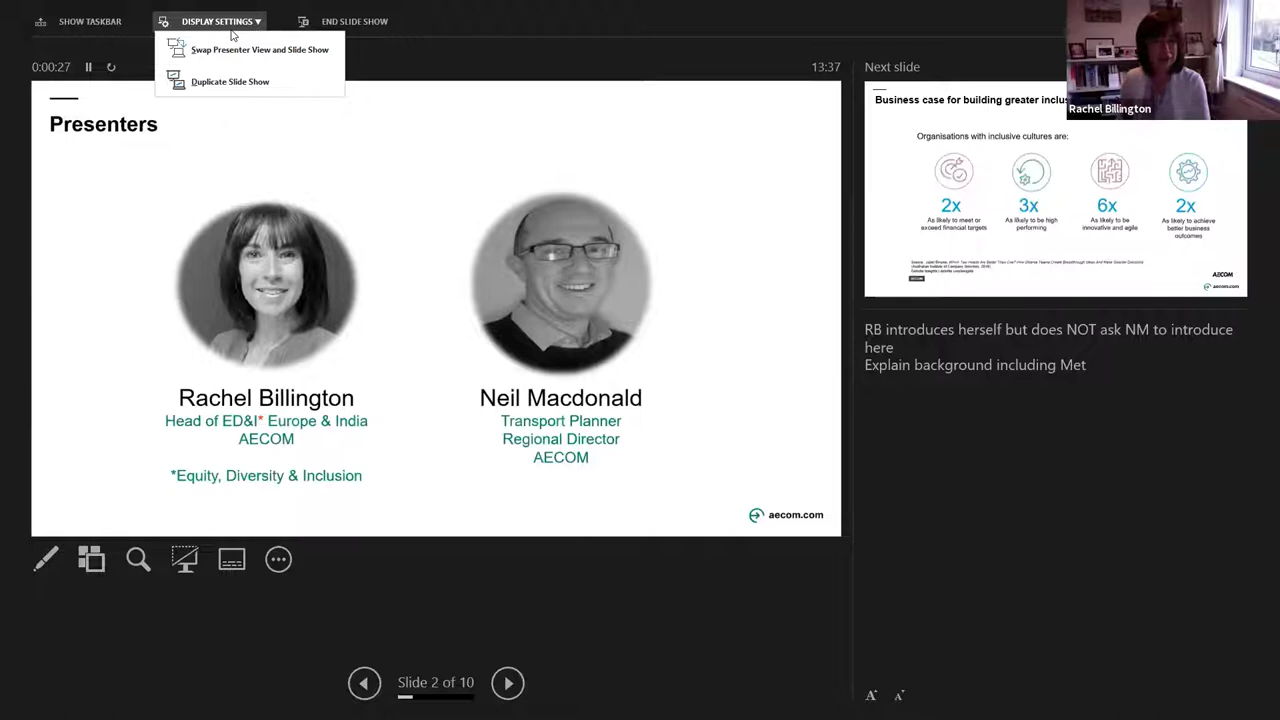 SHOW TASKBAR
DISPLAY SETTINGS ▼
END SLIDE SHOW
Swap Presenter View and Slide Show
Duplicate Slide Show
0:00:27
13:37
Presenters
Rachel Billington
Head of ED&I* Europe & India
AECOM
*Equity, Diversity & Inclusion
Neil Macdonald
Transport Planner
Regional Director
AECOM
aecom.com
Slide 2 of 10
Next slide
Rachel Billington
Business case for building greater
Organisations with inclusive cultures are:
2x
As likely to meet or
exceed financial targets
3x
As likely to be high
performing
6x
As likely to be
innovative and agile
2x
As likely to achieve
better business
outcomes
AECOM
aecom.com
RB introduces herself but does NOT ask NM to introduce
here
Explain background including Met
A
A